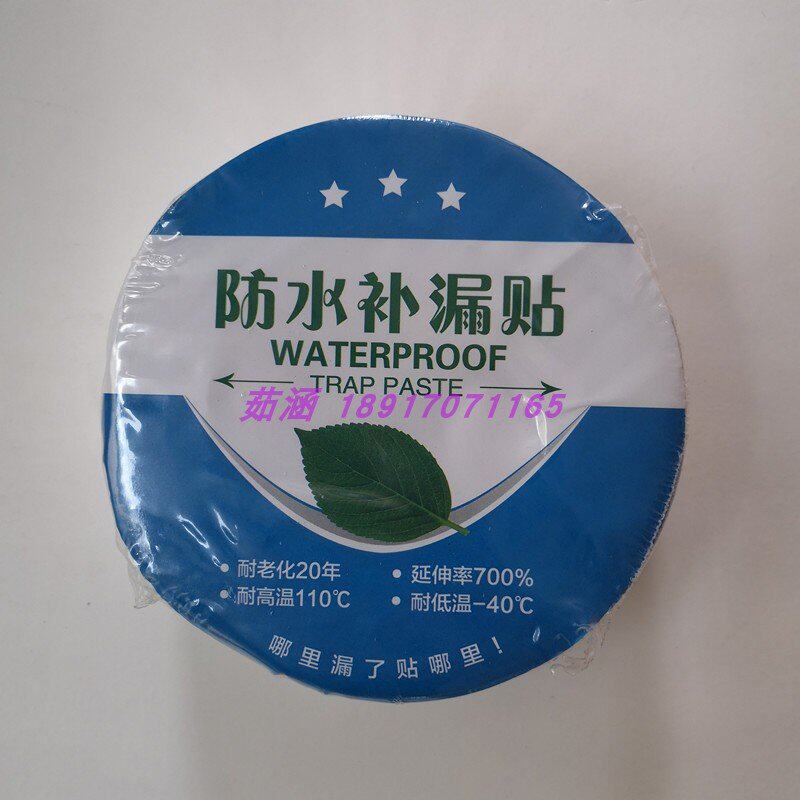 防水补漏贴
WATERPROOF
TRAP PASTE
茹涵 18917071165
• 耐老化20年 • 延伸率700%
• 耐高温110℃ • 耐低温-40℃
哪里漏了贴哪里!